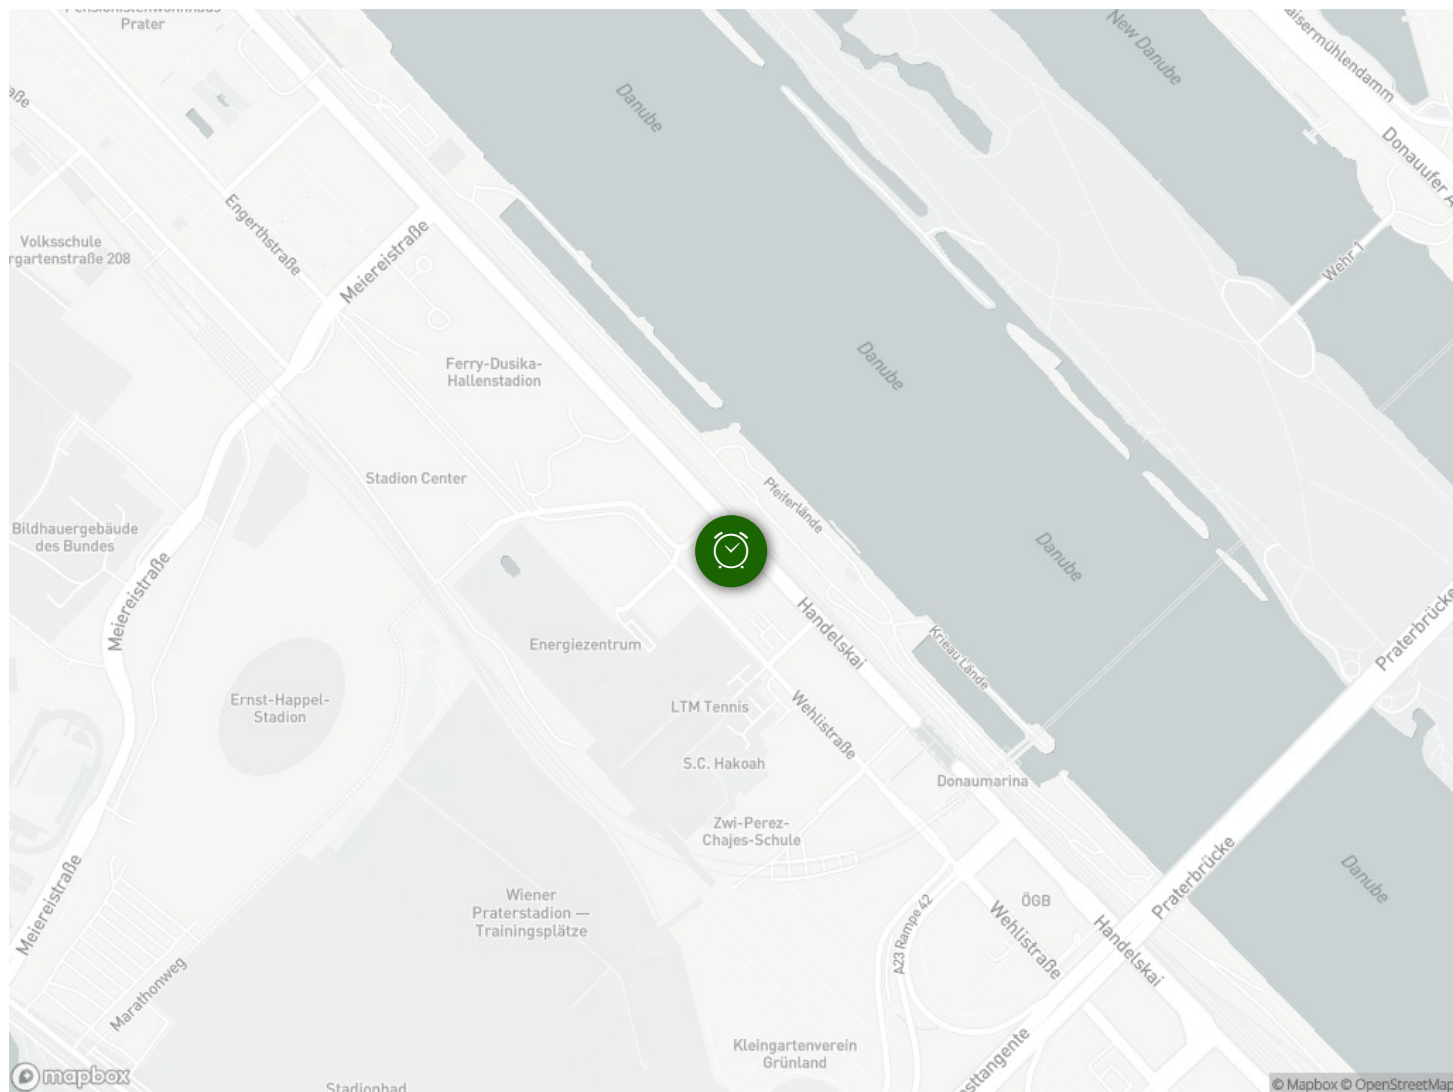 Prater
New Danube
Danube
Kaisermühlendamm
Donauufer A
aße
Engerthstraße
Meiereistraße
Volksschule
rgartenstraße 208
Wehr 1
Ferry-Dusika-
Hallenstadion
Danube
Stadion Center
Pfeiferlände
Bildhauergebäude
des Bundes
Meiereistraße
Danube
Handelskai
Energiezentrum
Krieau Lände
Praterbrücke
Ernst-Happel-
Stadion
LTM Tennis
Wehlistraße
S.C. Hakoah
Donaumarina
Zwi-Perez-
Chajes-Schule
Praterbrücke
Danube
Meiereistraße
Wiener
Praterstadion —
Trainingsplätze
A23 Rampe 42
ÖGB
Wehlistraße
Handelskai
Marathonweg
Kleingartenverein
Grünland
osttangente
Stadionbad
mapbox
© Mapbox © OpenStreetMap